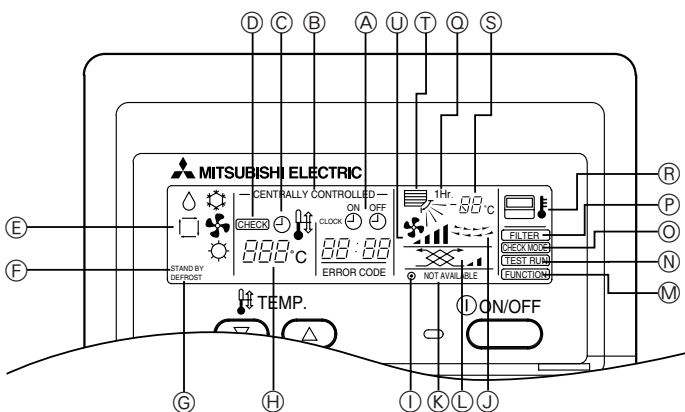 D C B A U T Q S
MITSUBISHI ELECTRIC
CENTRALLY CONTROLLED
ON OFF
1Hr.
CHECK
CLOCK
88 °C
888°C
88:88
ERROR CODE
STAND BY
DEFROST
NOT AVAILABLE
FILTER
CHECK MODE
TEST RUN
FUNCTION
E
F
R
P
O
N
M
TEMP.
ON/OFF
G H I K L J